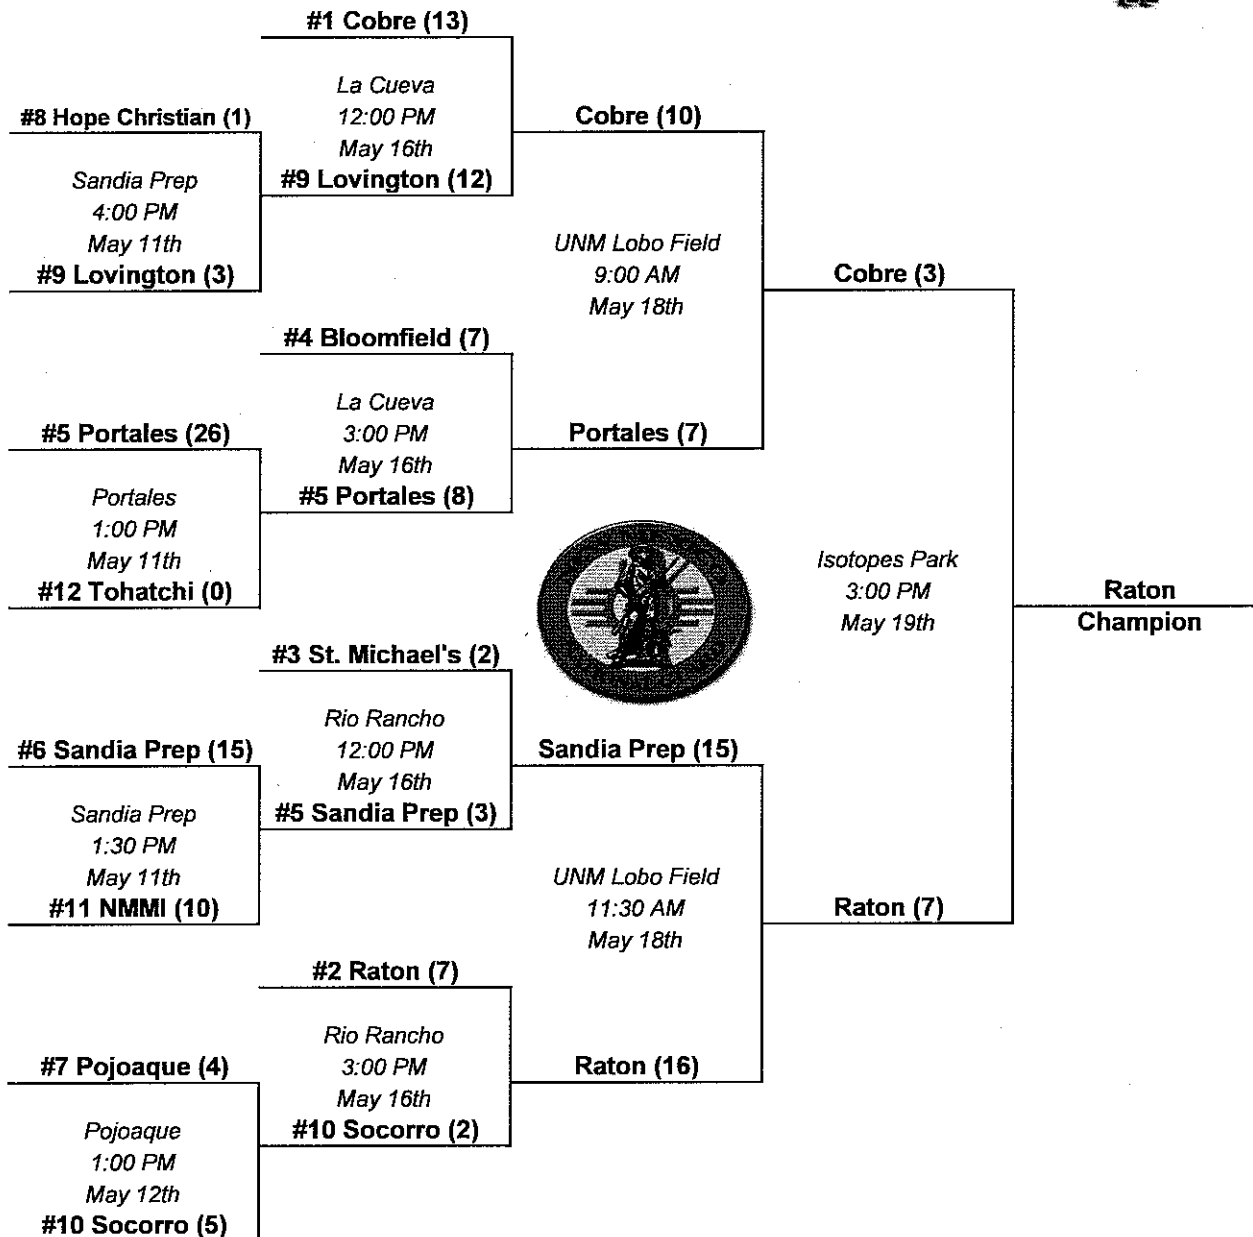 #1 Cobre (13)
La Cueva
12:00 PM
May 16th
#9 Lovington (12)
#8 Hope Christian (1)
Sandia Prep
4:00 PM
May 11th
#9 Lovington (3)
Cobre (10)
UNM Lobo Field
9:00 AM
May 18th
Portales (7)
Cobre (3)
#4 Bloomfield (7)
La Cueva
3:00 PM
May 16th
#5 Portales (8)
#5 Portales (26)
Portales
1:00 PM
May 11th
#12 Tohatchi (0)
Isotopes Park
3:00 PM
May 19th
Raton
Champion
#3 St. Michael's (2)
Rio Rancho
12:00 PM
May 16th
#5 Sandia Prep (3)
#6 Sandia Prep (15)
Sandia Prep
1:30 PM
May 11th
#11 NMMI (10)
Sandia Prep (15)
UNM Lobo Field
11:30 AM
May 18th
Raton (16)
Raton (7)
#2 Raton (7)
Rio Rancho
3:00 PM
May 16th
#10 Socorro (2)
#7 Pojoaque (4)
Pojoaque
1:00 PM
May 12th
#10 Socorro (5)